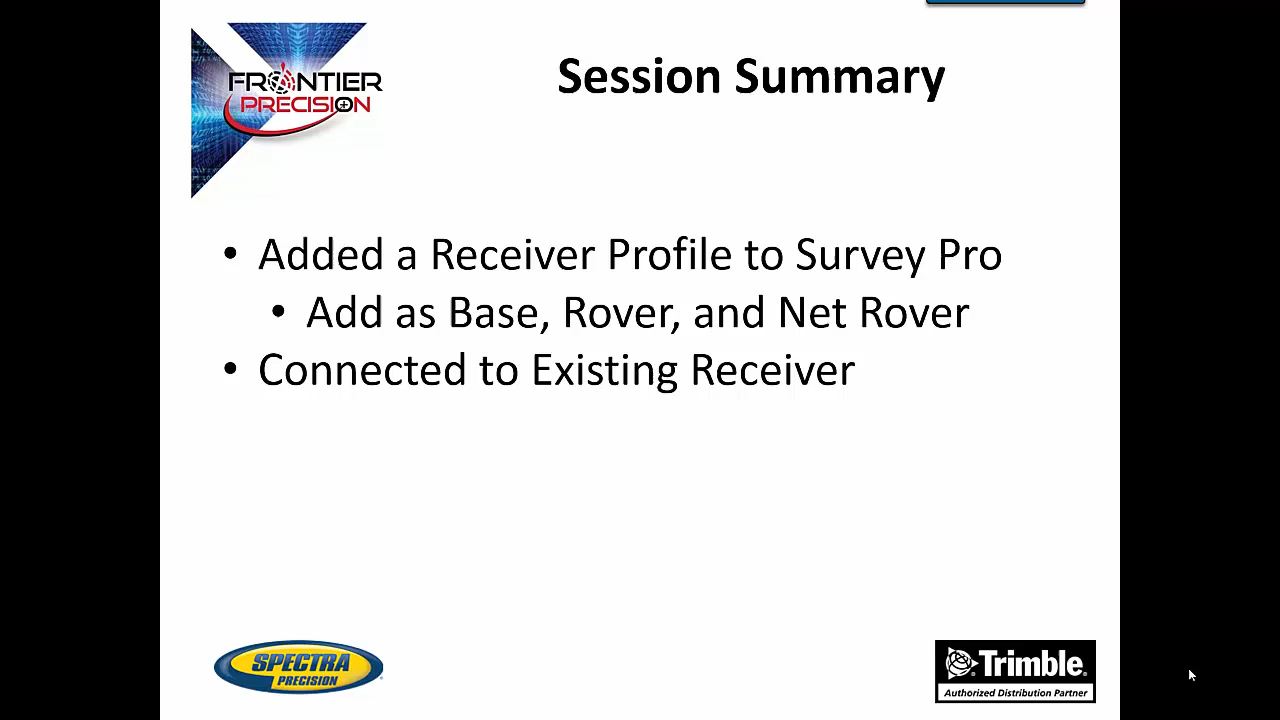 FRONTIER
PRECISION
Session Summary
• Added a Receiver Profile to Survey Pro
• Add as Base, Rover, and Net Rover
• Connected to Existing Receiver
SPECTRA
PRECISION
Trimble.
Authorized Distribution Partner